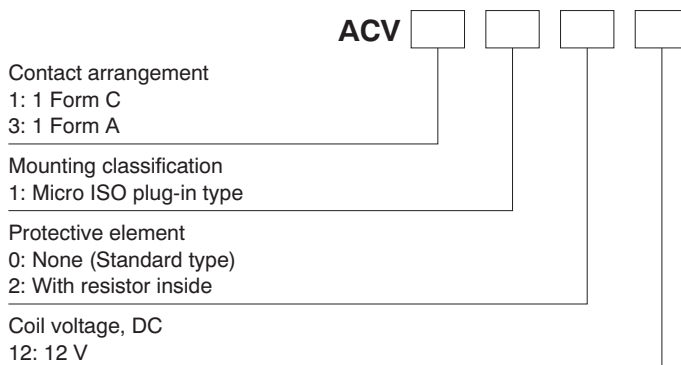 ACV
Contact arrangement
1: 1 Form C
3: 1 Form A
Mounting classification
1: Micro ISO plug-in type
Protective element
0: None (Standard type)
2: With resistor inside
Coil voltage, DC
12: 12 V